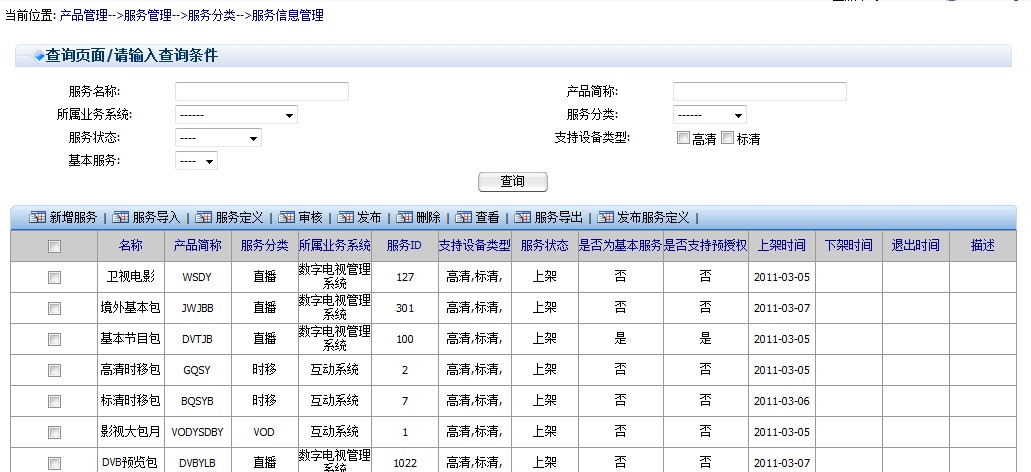 当前位置: 产品管理-->服务管理-->服务分类-->服务信息管理
查询页面/请输入查询条件
服务名称: 产品简称:
所属业务系统: ------ 服务分类: ------
服务状态: ---- 支持设备类型: 高清 标清
基本服务: ----
查询
新增服务 | 服务导入 | 服务定义 | 审核 | 发布 | 删除 | 查看 | 服务导出 | 发布服务定义 |
名称 产品简称 服务分类 所属业务系统 服务ID 支持设备类型 服务状态 是否为基本服务 是否支持预授权 上架时间 下架时间 退出时间 描述
卫视电影 WSDY 直播 数字电视管理系统 127 高清,标清, 上架 否 否 2011-03-05
境外基本包 JWJBB 直播 数字电视管理系统 301 高清,标清, 上架 否 否 2011-03-07
基本节目包 DVTJB 直播 数字电视管理系统 100 高清,标清, 上架 是 是 2011-03-05
高清时移包 GQSY 时移 互动系统 2 高清,标清, 上架 否 否 2011-03-05
标清时移包 BQSYB 时移 互动系统 7 高清,标清, 上架 否 否 2011-03-06
影视大包月 VODYSDBY VOD 互动系统 1 高清,标清, 上架 否 否 2011-03-05
DVB预览包 DVBYLB 直播 数字电视管理系统 1022 高清,标清, 上架 否 否 2011-03-07